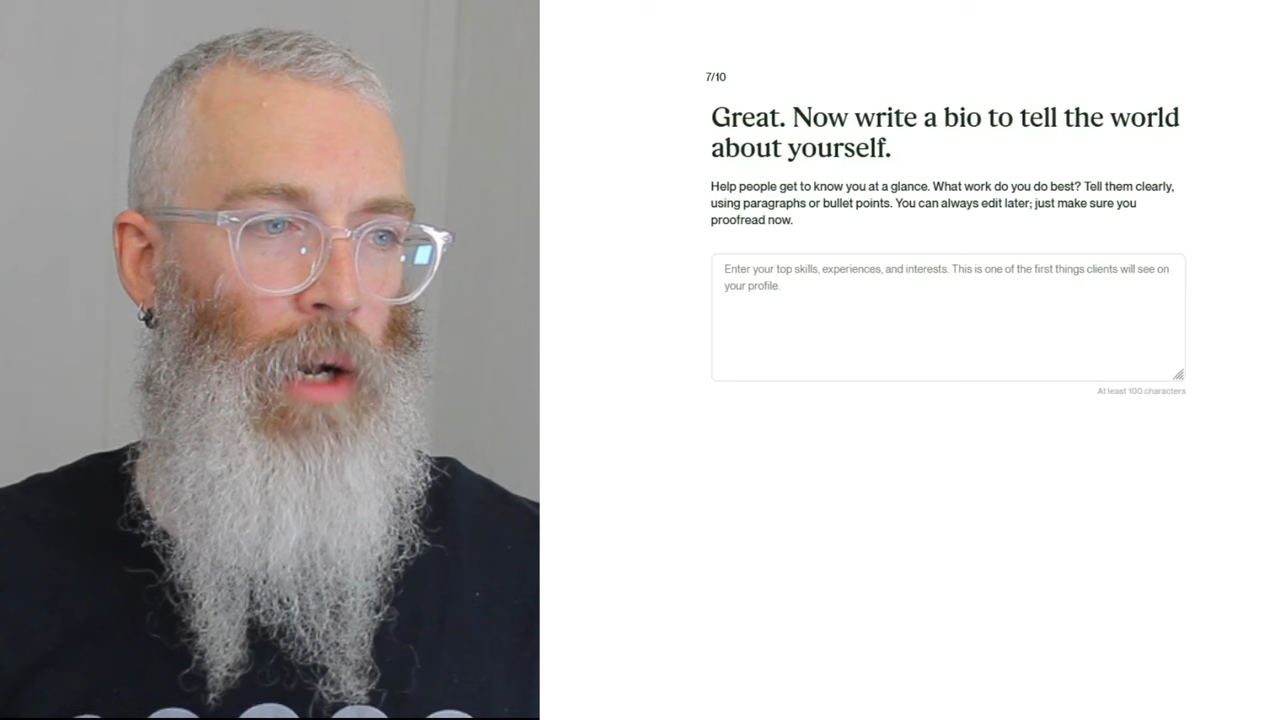 7/10
Great. Now write a bio to tell the world
about yourself.
Help people get to know you at a glance. What work do you do best? Tell them clearly,
using paragraphs or bullet points. You can always edit later; just make sure you
proofread now.
Enter your top skills, experiences, and interests. This is one of the first things clients will see on
your profile.
At least 100 characters